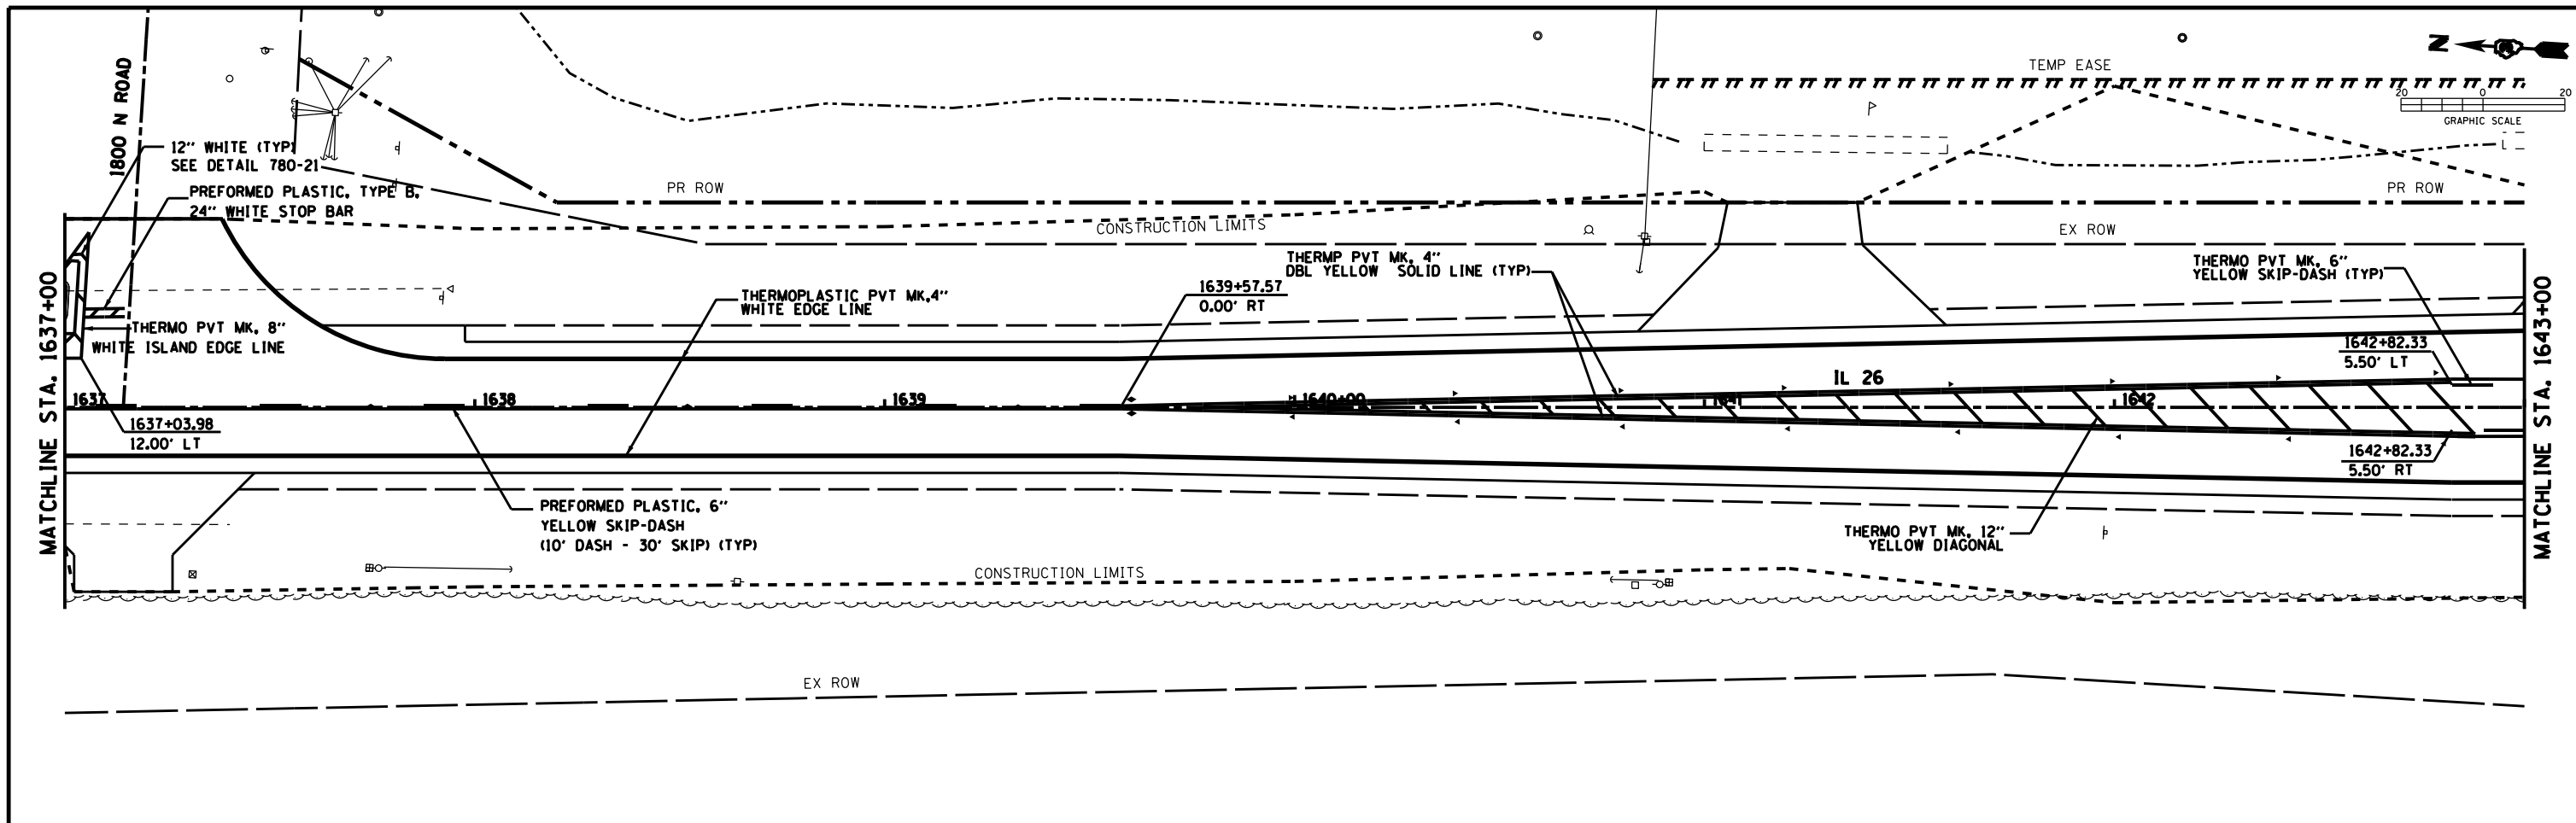 1800 N ROAD
12" WHITE (TYP)
SEE DETAIL 780-21
PREFORMED PLASTIC, TYPE B,
24" WHITE STOP BAR
THERMO PVT MK, 8"
WHITE ISLAND EDGE LINE
MATCHLINE STA. 1637+00
1637+03.98
12.00' LT
PR ROW
CONSTRUCTION LIMITS
THERMOPLASTIC PVT MK,4"
WHITE EDGE LINE
1639+57.57
0.00' RT
THERMP PVT MK, 4"
DBL YELLOW SOLID LINE (TYP)
TEMP EASE
N
20 0 20
GRAPHIC SCALE
PR ROW
EX ROW
THERMO PVT MK, 6"
YELLOW SKIP-DASH (TYP)
1642+82.33
5.50' LT
IL 26
1637
1638
1639
1640+00
1641
1642
1642+82.33
5.50' RT
MATCHLINE STA. 1643+00
PREFORMED PLASTIC, 6"
YELLOW SKIP-DASH
(10' DASH - 30' SKIP) (TYP)
THERMO PVT MK, 12"
YELLOW DIAGONAL
CONSTRUCTION LIMITS
EX ROW